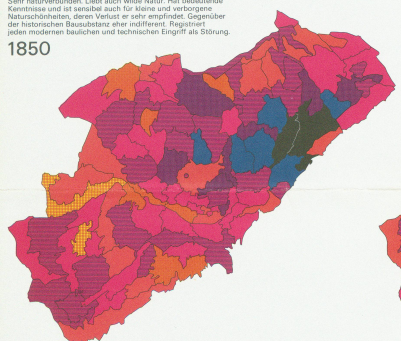 Sehr naturverbunden. Liebt auch wilde Natur. Hat bedeutende
Kenntnisse und ist sensibel auch für kleine und verborgene
Naturschönheiten, deren Verlust er sehr empfindet. Gegenüber
der historischen Bausubstanz eher indifferent. Registriert
jeden modernen baulichen und technischen Eingriff als Störung.
1850